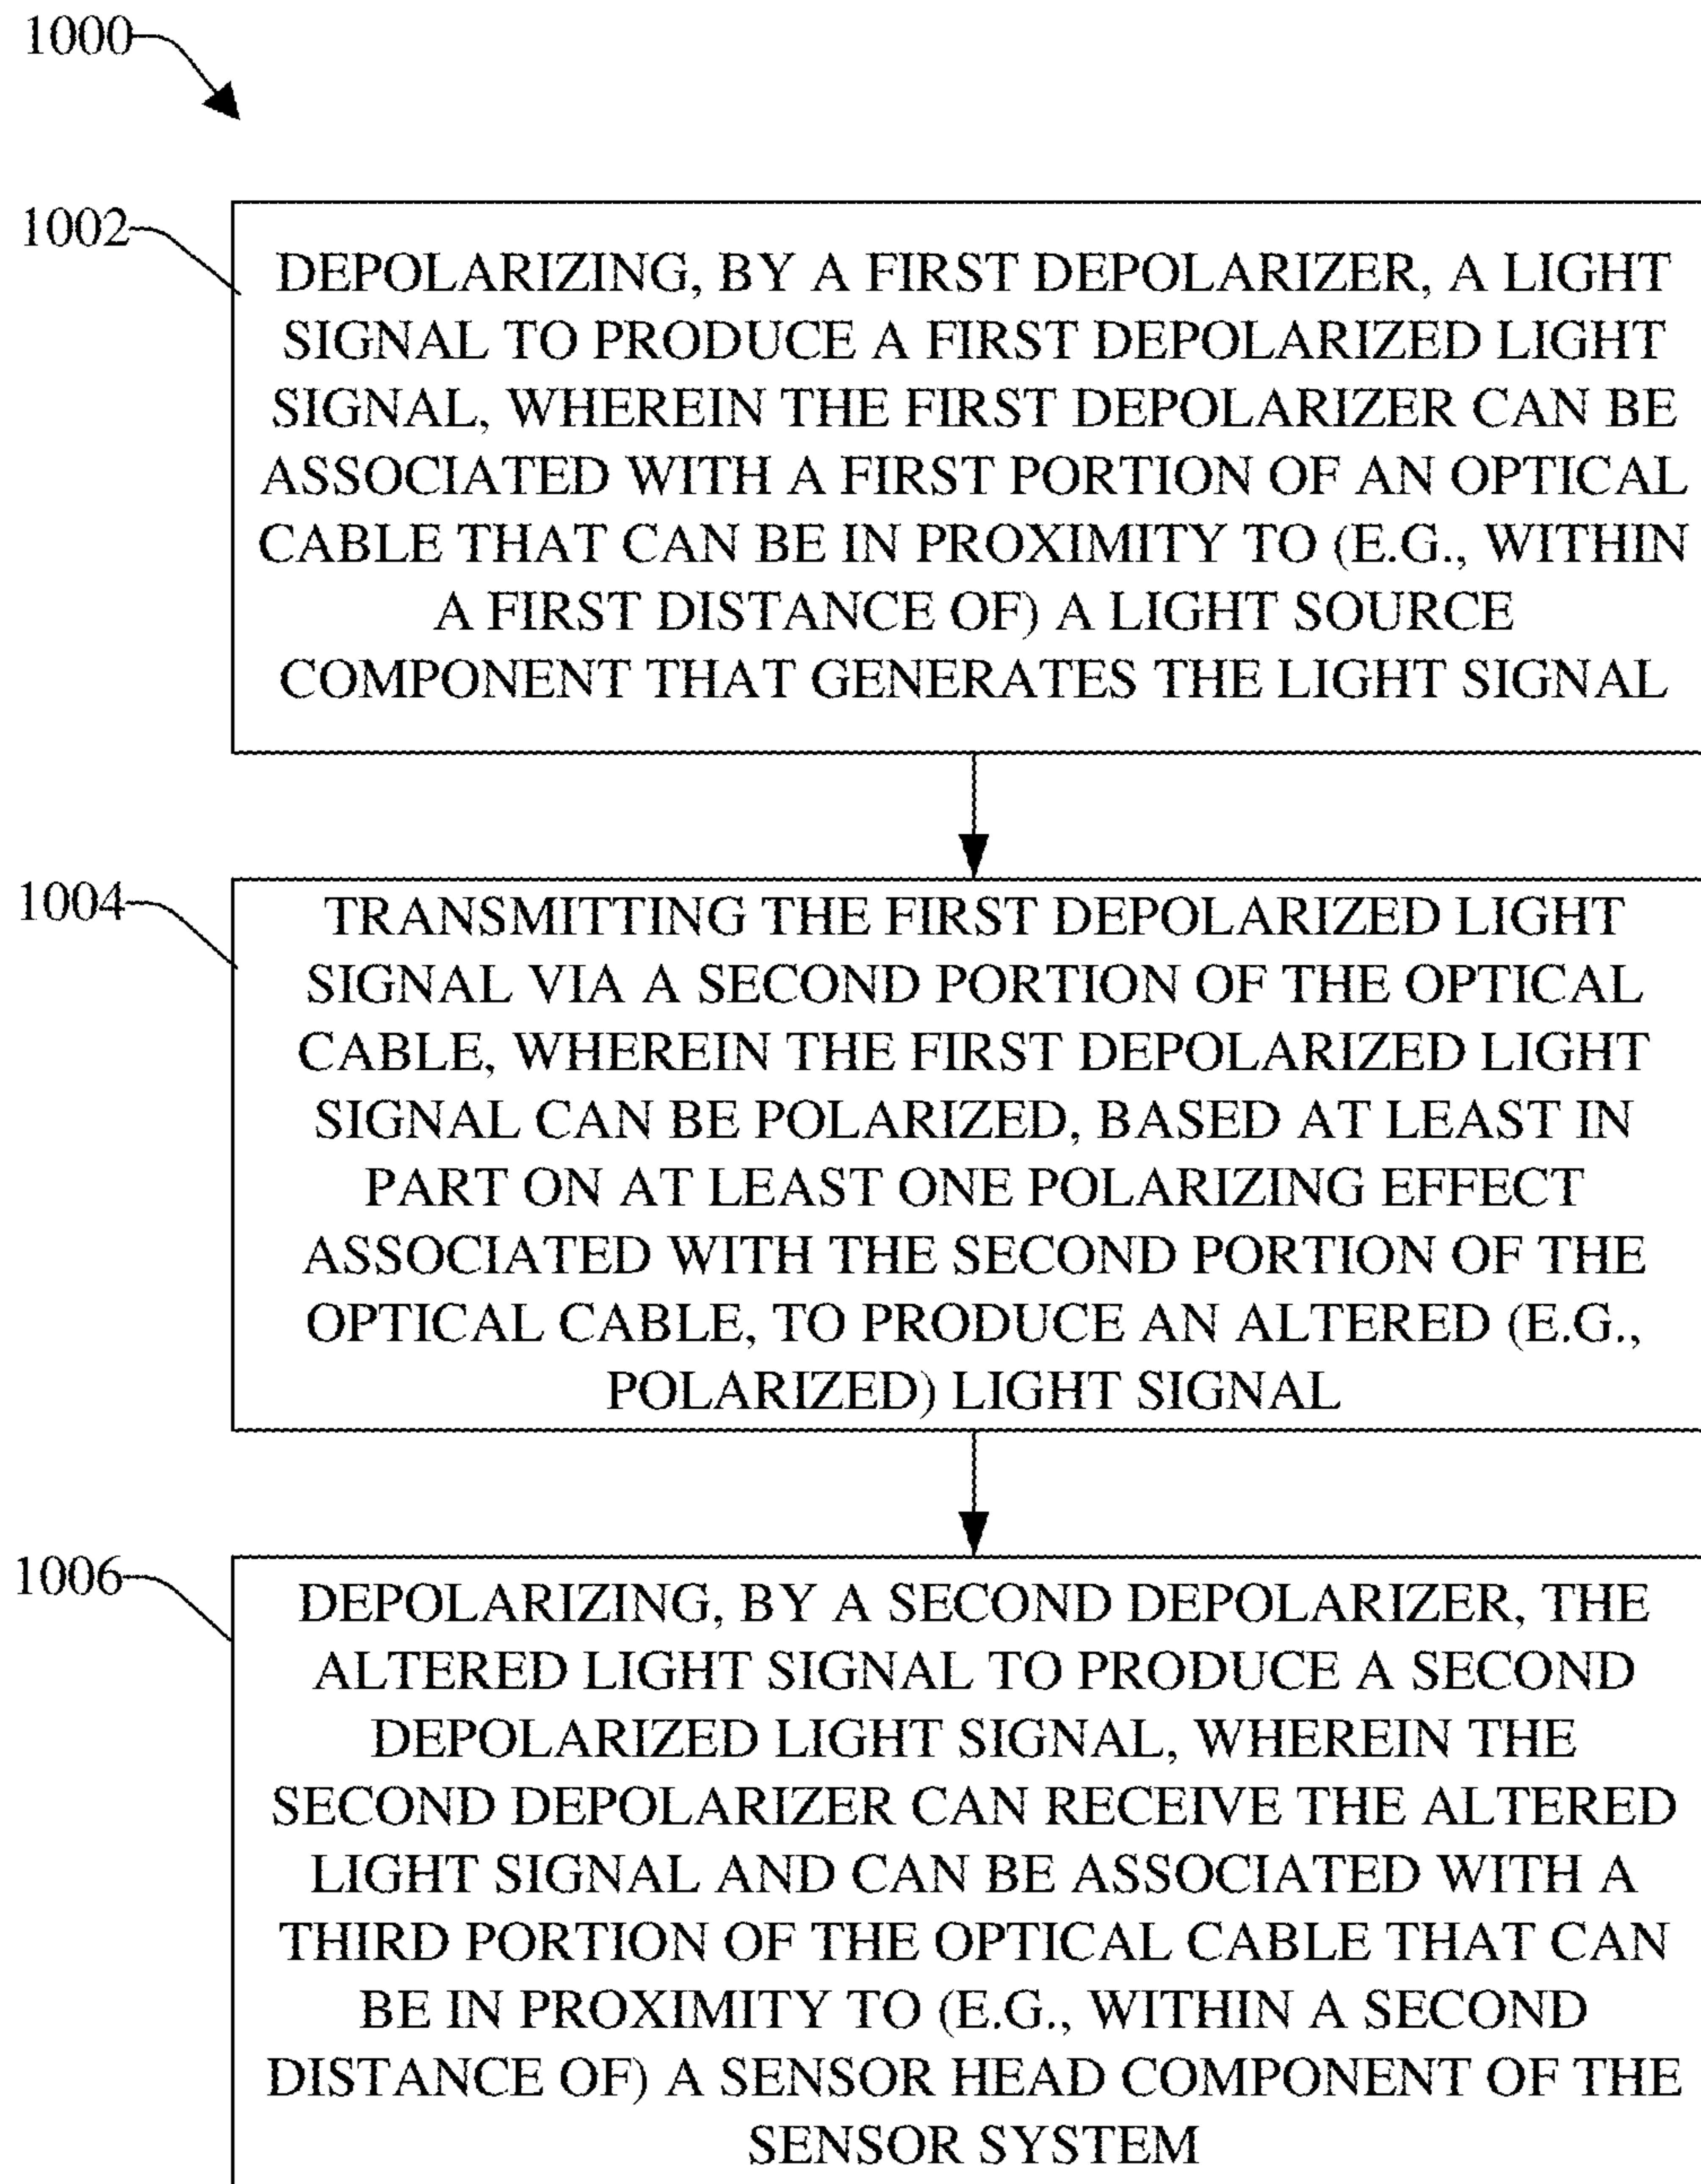 1000
1002
DEPOLARIZING, BY A FIRST DEPOLARIZER, A LIGHT
SIGNAL TO PRODUCE A FIRST DEPOLARIZED LIGHT
SIGNAL, WHEREIN THE FIRST DEPOLARIZER CAN BE
ASSOCIATED WITH A FIRST PORTION OF AN OPTICAL
CABLE THAT CAN BE IN PROXIMITY TO (E.G., WITHIN
A FIRST DISTANCE OF) A LIGHT SOURCE
COMPONENT THAT GENERATES THE LIGHT SIGNAL
1004
TRANSMITTING THE FIRST DEPOLARIZED LIGHT
SIGNAL VIA A SECOND PORTION OF THE OPTICAL
CABLE, WHEREIN THE FIRST DEPOLARIZED LIGHT
SIGNAL CAN BE POLARIZED, BASED AT LEAST IN
PART ON AT LEAST ONE POLARIZING EFFECT
ASSOCIATED WITH THE SECOND PORTION OF THE
OPTICAL CABLE, TO PRODUCE AN ALTERED (E.G.,
POLARIZED) LIGHT SIGNAL
1006
DEPOLARIZING, BY A SECOND DEPOLARIZER, THE
ALTERED LIGHT SIGNAL TO PRODUCE A SECOND
DEPOLARIZED LIGHT SIGNAL, WHEREIN THE
SECOND DEPOLARIZER CAN RECEIVE THE ALTERED
LIGHT SIGNAL AND CAN BE ASSOCIATED WITH A
THIRD PORTION OF THE OPTICAL CABLE THAT CAN
BE IN PROXIMITY TO (E.G., WITHIN A SECOND
DISTANCE OF) A SENSOR HEAD COMPONENT OF THE
SENSOR SYSTEM